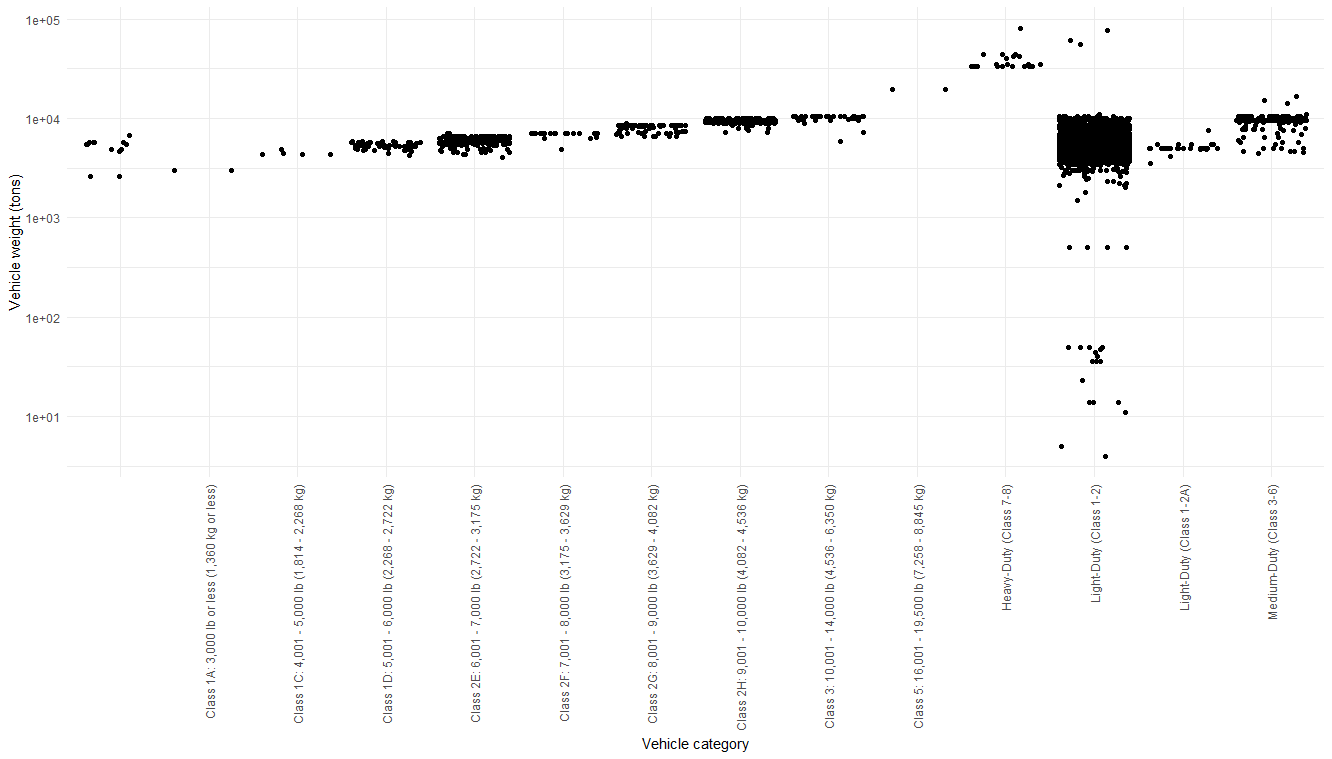 1e+05
1e+04
1e+03
1e+02
1e+01
Vehicle weight (tons)
Class 1A: 3,000 lb or less (1,360 kg or less)
Class 1C: 4,001 - 5,000 lb (1,814 - 2,268 kg)
Class 1D: 5,001 - 6,000 lb (2,268 - 2,722 kg)
Class 2E: 6,001 - 7,000 lb (2,722 - 3,175 kg)
Class 2F: 7,001 - 8,000 lb (3,175 - 3,629 kg)
Class 2G: 8,001 - 9,000 lb (3,629 - 4,082 kg)
Class 2H: 9,001 - 10,000 lb (4,082 - 4,536 kg)
Class 3: 10,001 - 14,000 lb (4,536 - 6,350 kg)
Class 5: 16,001 - 19,500 lb (7,258 - 8,845 kg)
Heavy-Duty (Class 7-8)
Light-Duty (Class 1-2)
Light-Duty (Class 1-2A)
Medium-Duty (Class 3-6)
Vehicle category